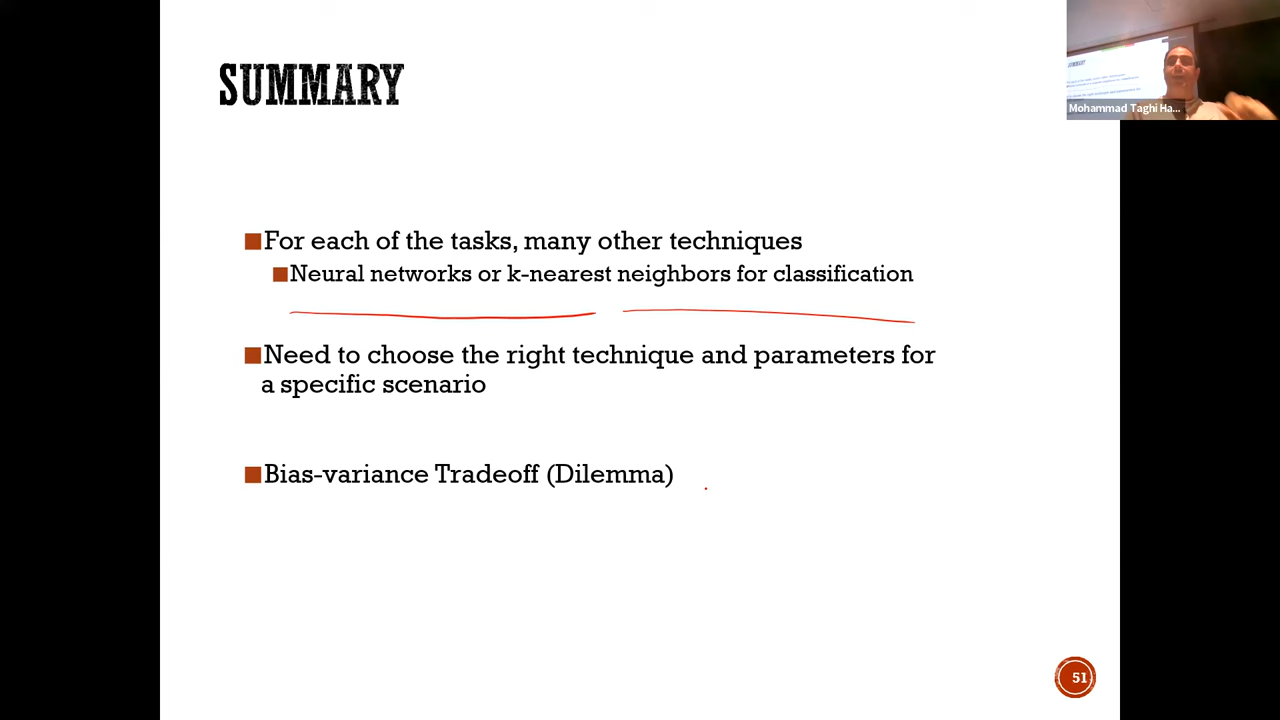 SUMMARY
Mohammad Taghi Ha...
For each of the tasks, many other techniques
Neural networks or k-nearest neighbors for classification
Need to choose the right technique and parameters for
a specific scenario
Bias-variance Tradeoff (Dilemma)
51